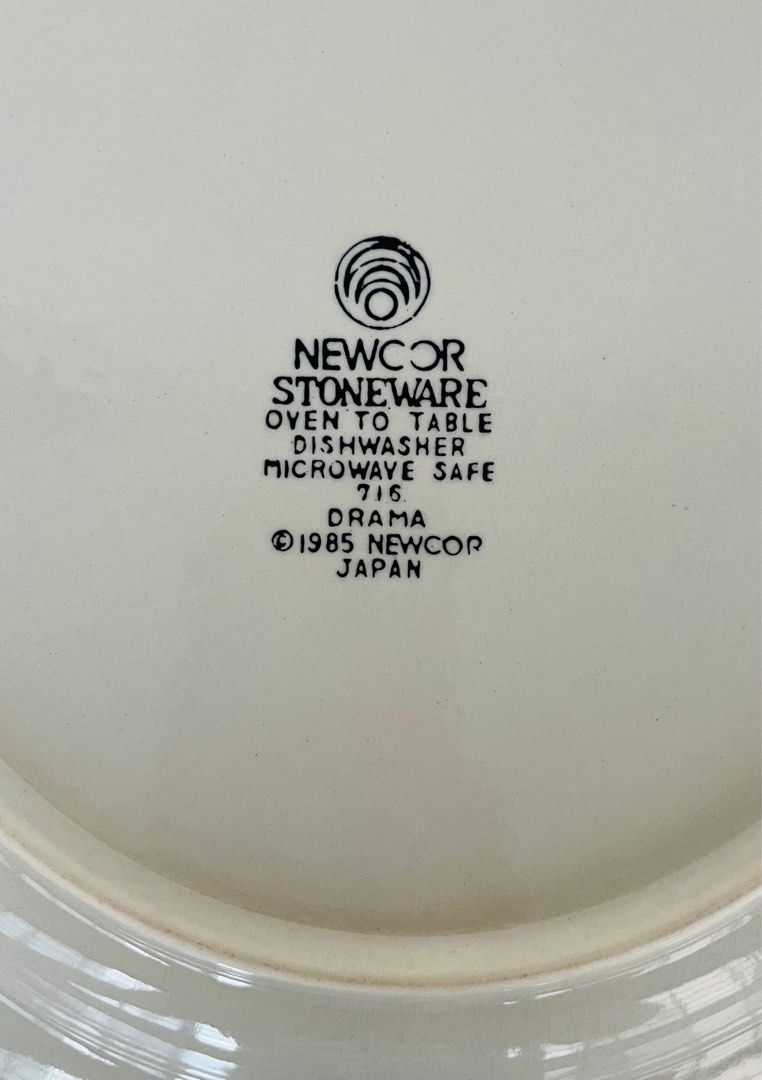 NEWCOR
STONEWARE
OVEN TO TABLE
DISHWASHER
MICROWAVE SAFE
716
DRAMA
©1985 NEWCOR
JAPAN